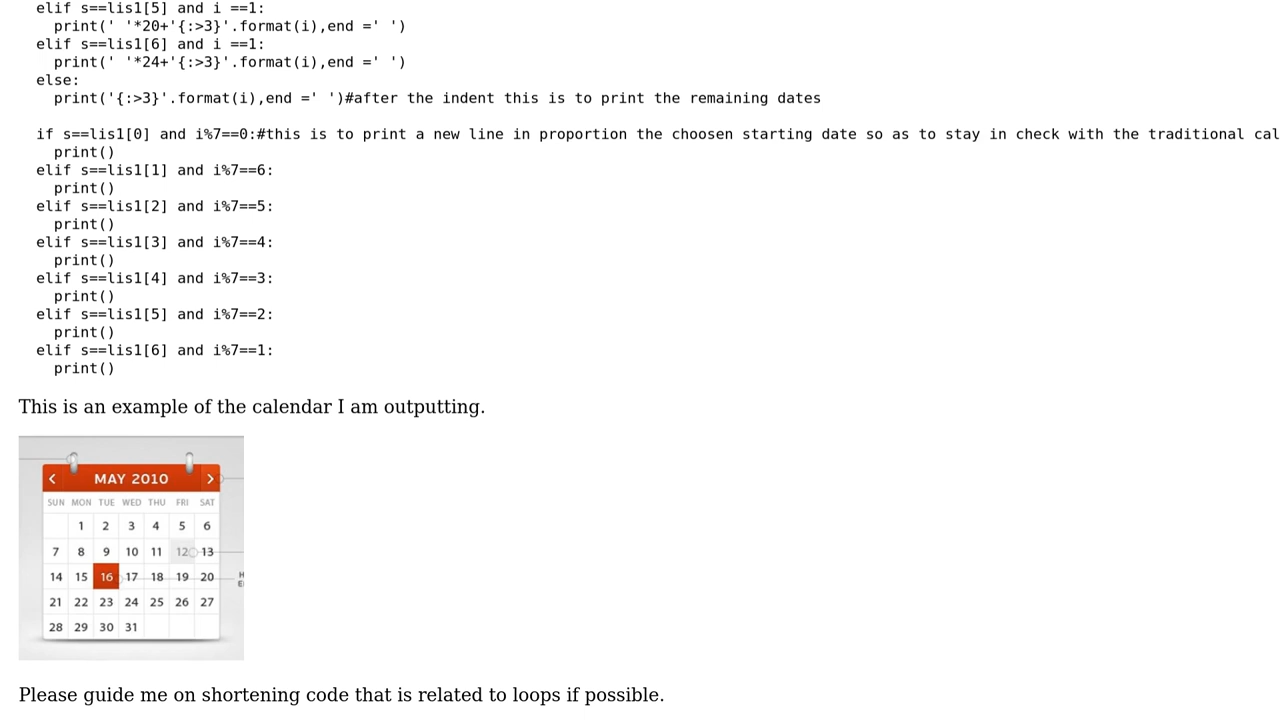 elif s==lis1[5] and i ==1:
print(' '*20+'{:>3}'.format(i),end =' ')
elif s==lis1[6] and i ==1:
print(' '*24+'{:>3}'.format(i),end =' ')
else:
print('{:>3}'.format(i),end =' ')#after the indent this is to print the remaining dates
if s==lis1[0] and i%7==0:#this is to print a new line in proportion the choosen starting date so as to stay in check with the traditional cal
print()
elif s==lis1[1] and i%7==6:
print()
elif s==lis1[2] and i%7==5:
print()
elif s==lis1[3] and i%7==4:
print()
elif s==lis1[4] and i%7==3:
print()
elif s==lis1[5] and i%7==2:
print()
elif s==lis1[6] and i%7==1:
print()
This is an example of the calendar I am outputting.
< MAY 2010 >
SUN MON TUE WED THU FRI SAT
1 2 3 4 5 6
7 8 9 10 11 12 13
14 15 16 17 18 19 20
H
E
21 22 23 24 25 26 27
28 29 30 31
Please guide me on shortening code that is related to loops if possible.